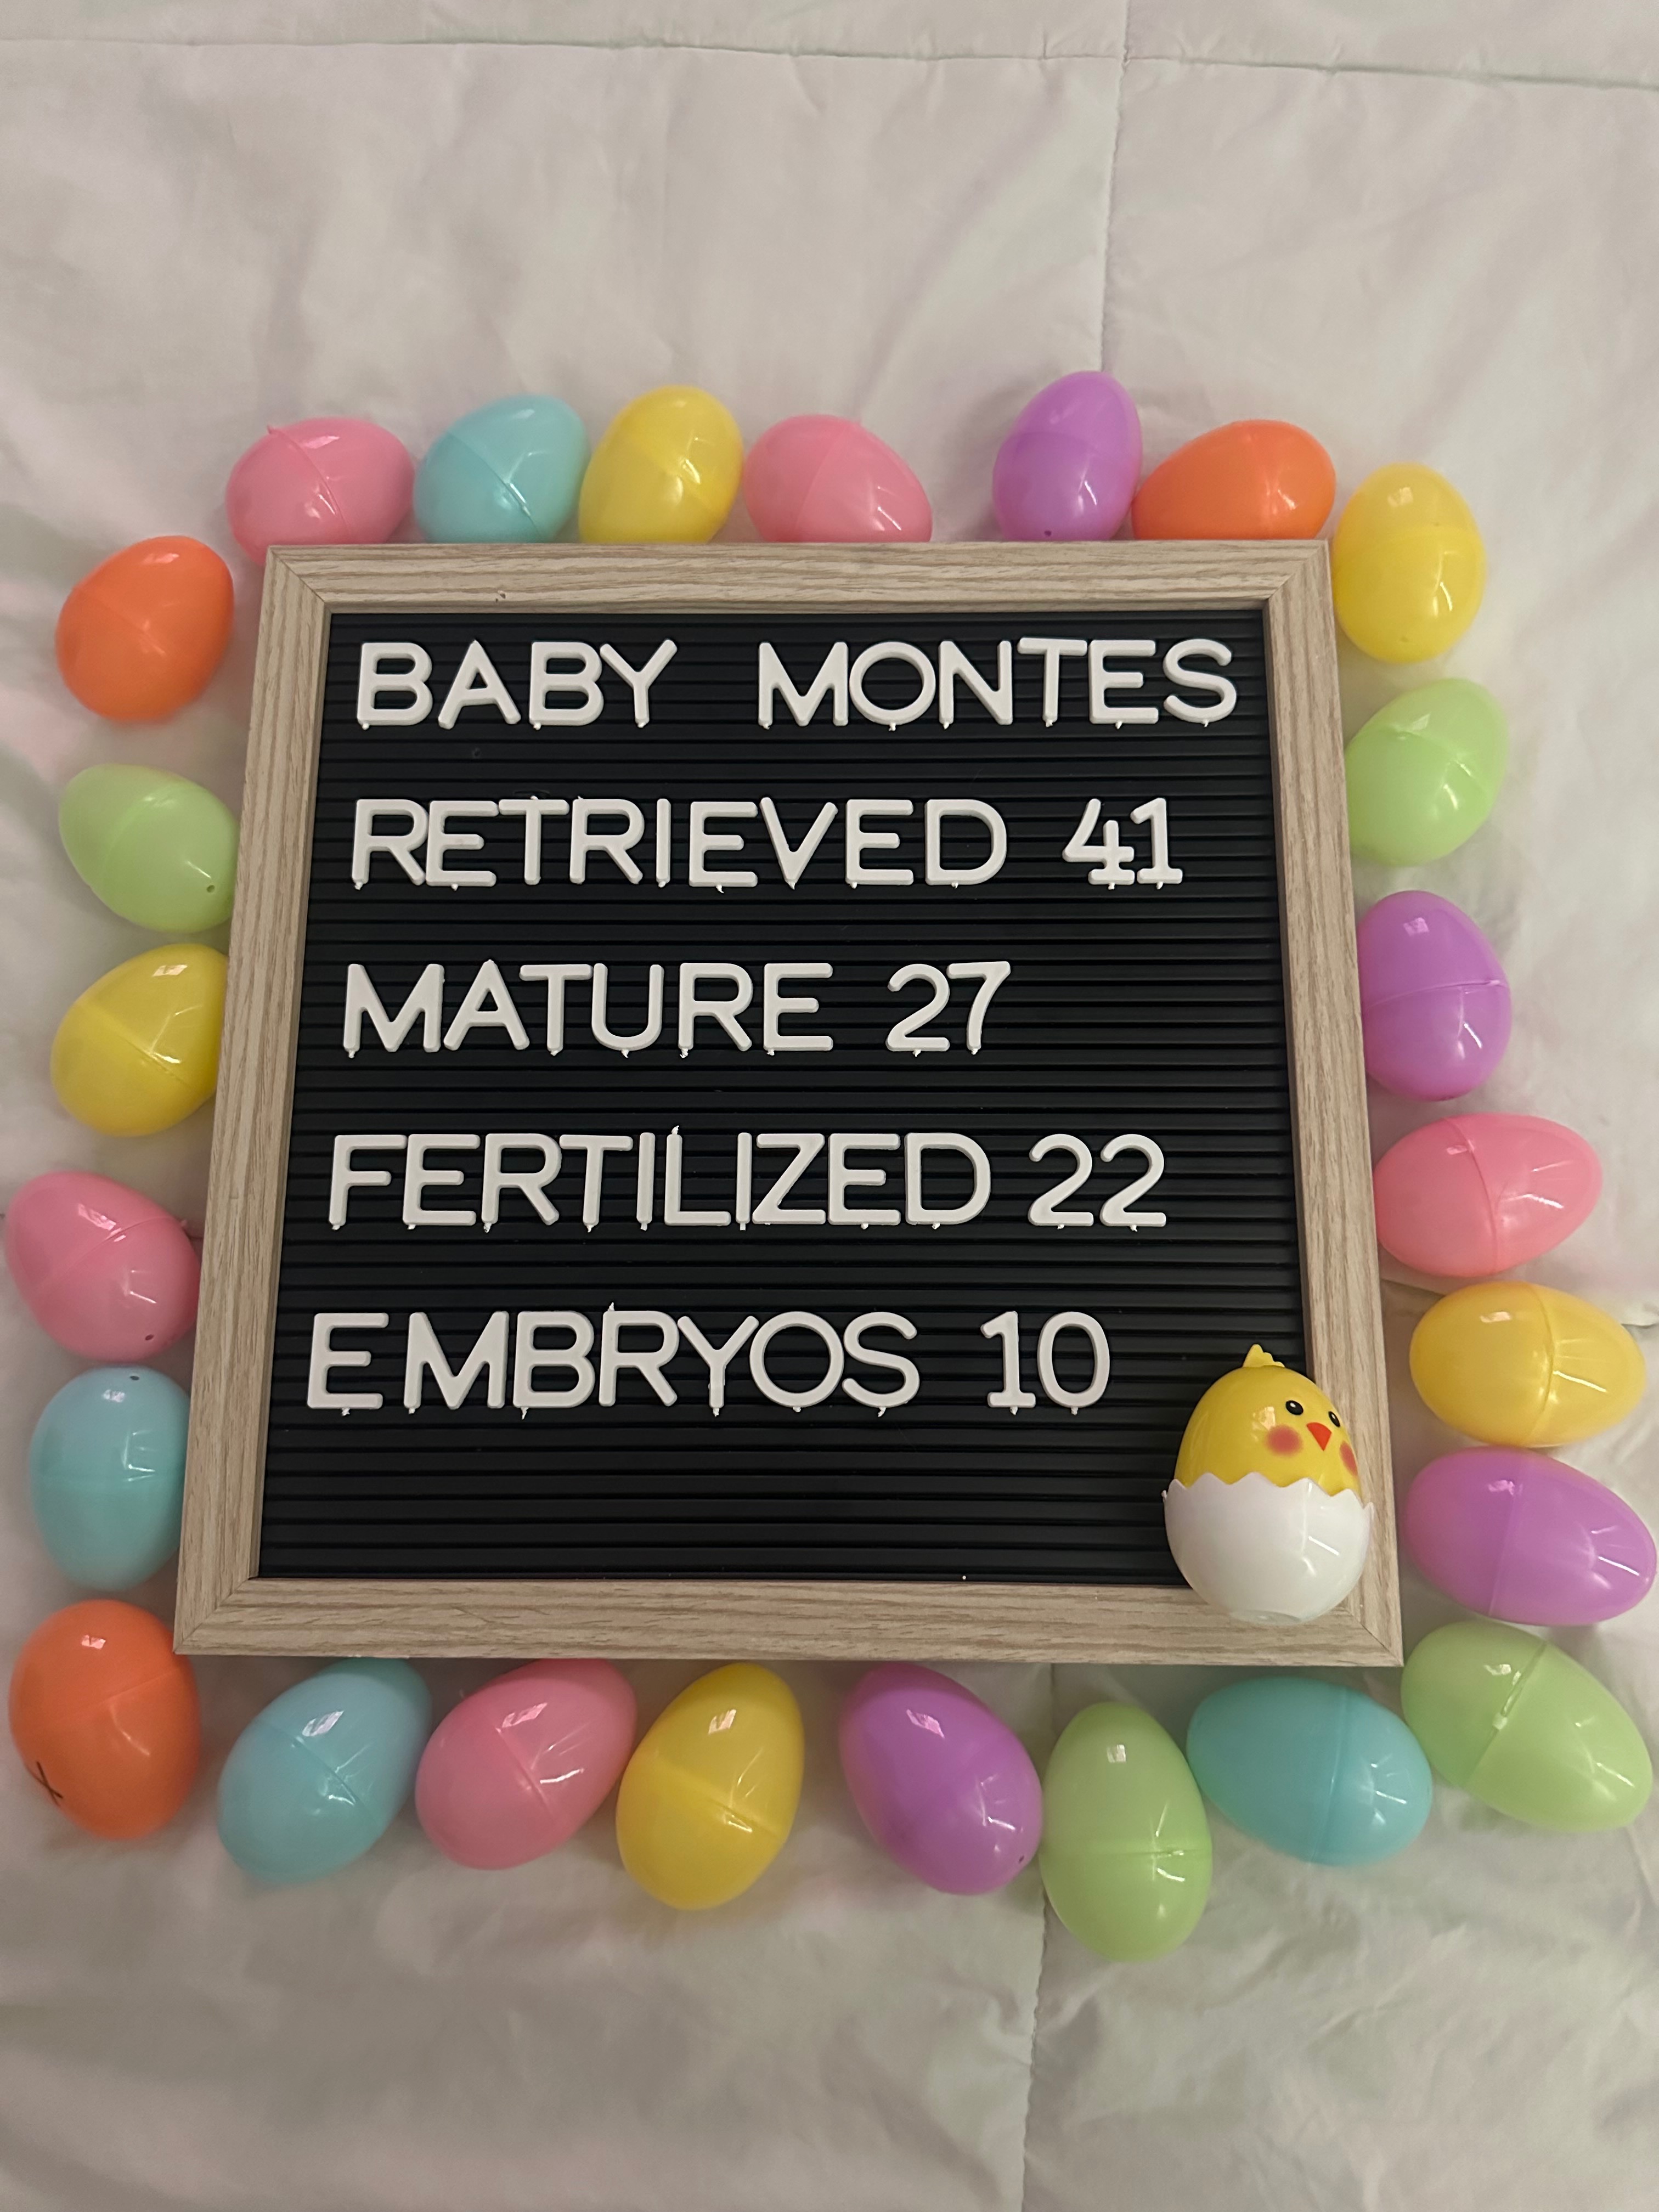 BABY MONTES
RETRIEVED 41
MATURE 27
FERTILIZED 22
EMBRYOS 10